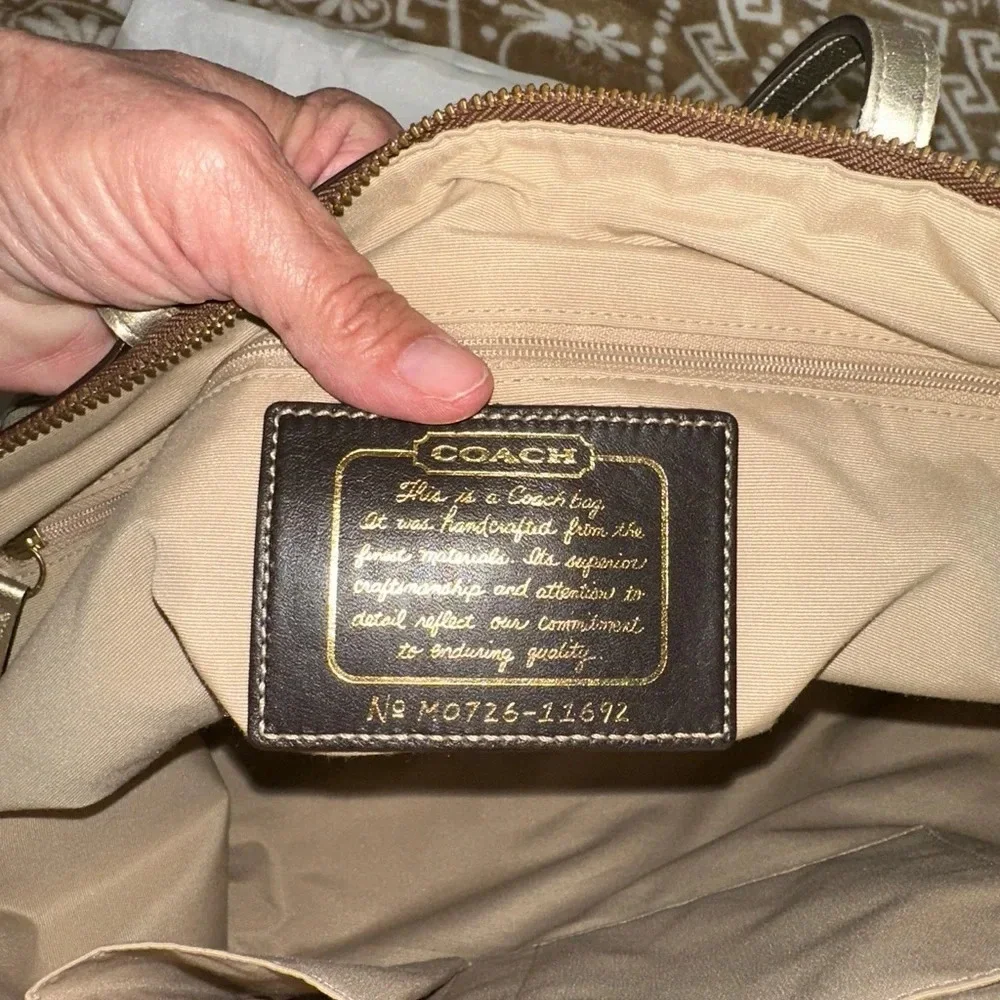 COACH
This is a Coach bag.
It was handcrafted from the
finest materials. Its superior
craftsmanship and attention to
detail reflect our commitment
to enduring quality.
Nº M0726-11692